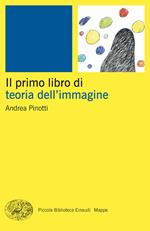 Il primo libro di
teoria dell'immagine
Andrea Pinotti
Piccola Biblioteca Einaudi Mappe